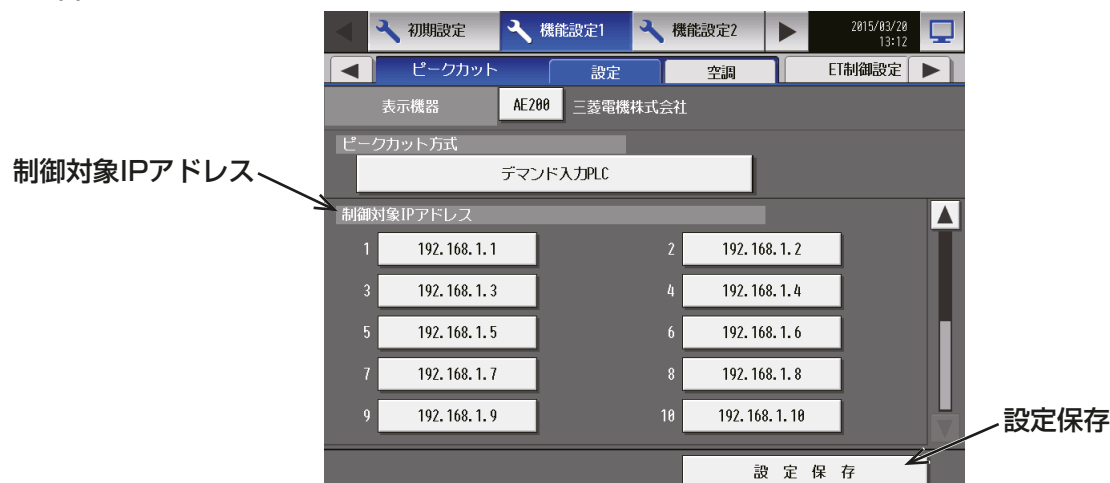 初期設定 機能設定1 機能設定2 2015/03/20
13:12
ピークカット 設定 空調 ET制御設定
表示機器 AE200 三菱電機株式会社
ピークカット方式
デマンド入力PLC
制御対象IPアドレス
制御対象IPアドレス
1 192.168.1.1 2 192.168.1.2
3 192.168.1.3 4 192.168.1.4
5 192.168.1.5 6 192.168.1.6
7 192.168.1.7 8 192.168.1.8
9 192.168.1.9 10 192.168.1.10
設定保存
設定保存